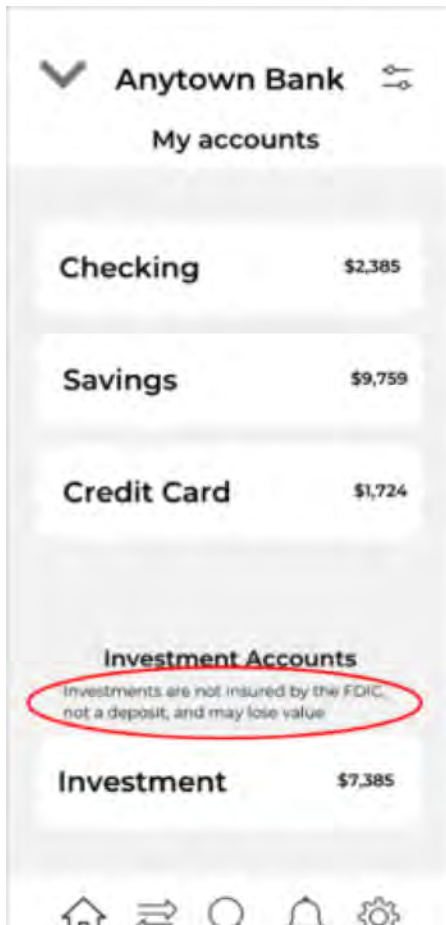 Anytown Bank
My accounts
Checking $2,385
Savings $9,759
Credit Card $1,724
Investment Accounts
Investments are not insured by the FDIC,
not a deposit, and may lose value
Investment $7,385